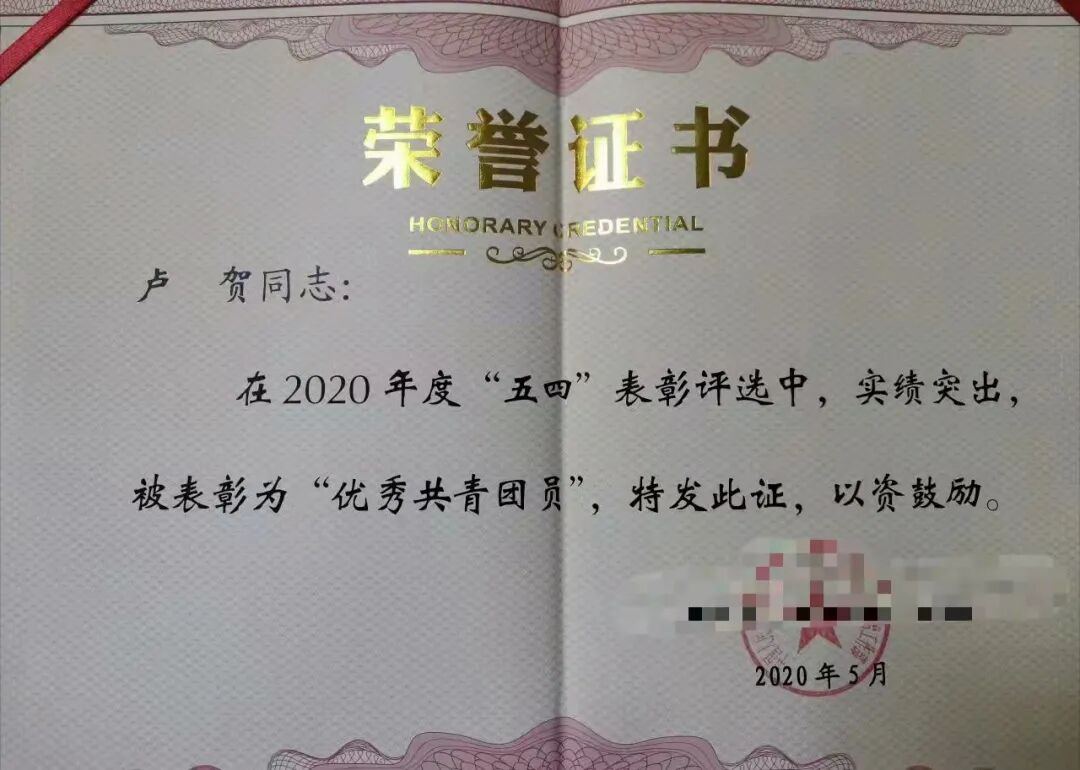 荣誉证书
HONORARY CREDENTIAL
卢 贺同志：
在2020年度“五四”表彰评选中，实绩突出，
被表彰为“优秀共青团员”，特发此证，以资鼓励。
2020年5月